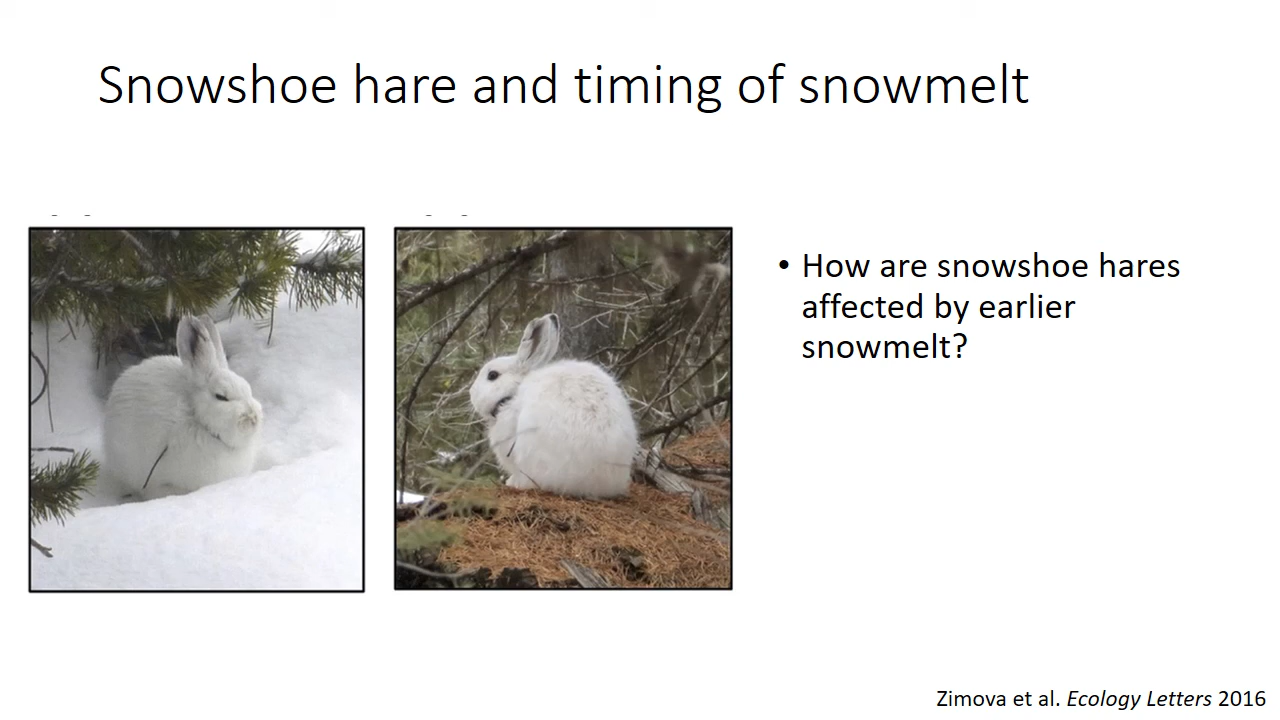 Snowshoe hare and timing of snowmelt
• How are snowshoe hares
affected by earlier
snowmelt?
Zimova et al. Ecology Letters 2016